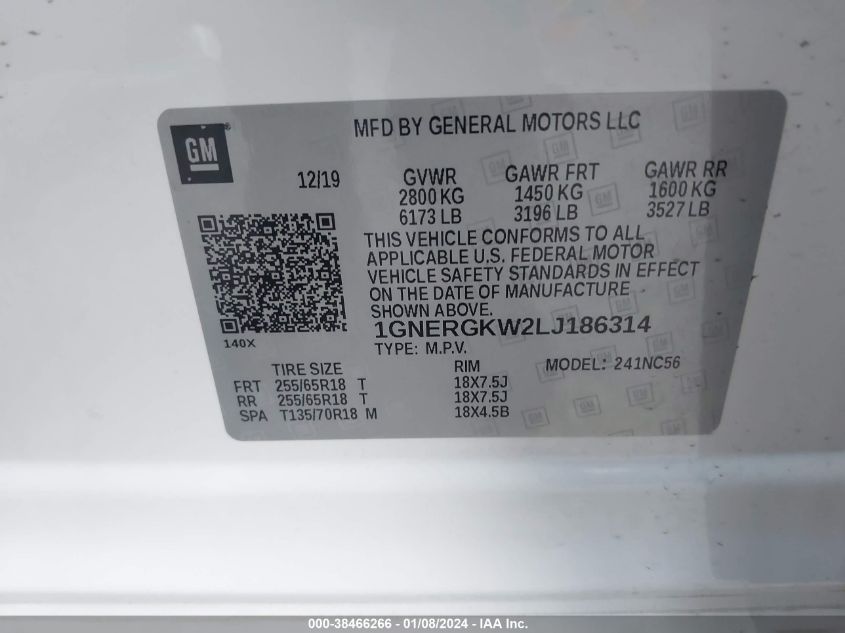 MFD BY GENERAL MOTORS LLC
GM ®
12/19
GVWR GAWR FRT GAWR RR
2800 KG 1450 KG 1600 KG
6173 LB 3196 LB 3527 LB
THIS VEHICLE CONFORMS TO ALL
APPLICABLE U.S. FEDERAL MOTOR
VEHICLE SAFETY STANDARDS IN EFFECT
ON THE DATE OF MANUFACTURE
SHOWN ABOVE.
1GNERGKW2LJ186314
140X
TYPE: M.P.V.
TIRE SIZE RIM MODEL: 241NC56
FRT 255/65R18 T 18X7.5J
RR 255/65R18 T 18X7.5J
SPA T135/70R18 M 18X4.5B
000-38466266 - 01/08/2024 - IAA Inc.